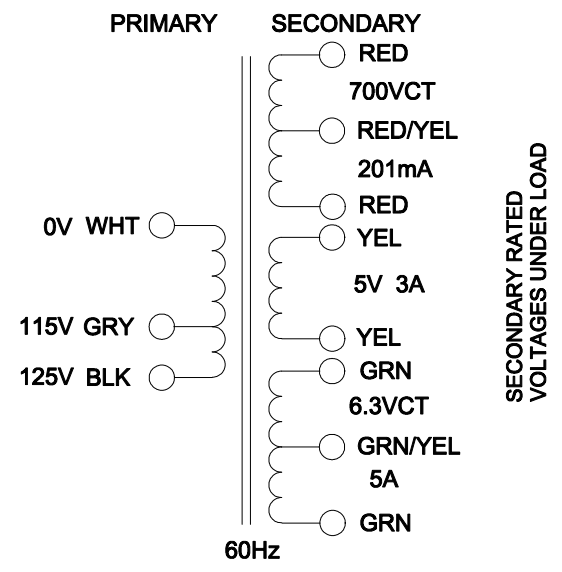 PRIMARY
SECONDARY
RED
700VCT
RED/YEL
201mA
RED
0V WHT
YEL
5V 3A
115V GRY
YEL
125V BLK
GRN
6.3VCT
GRN/YEL
5A
GRN
60Hz
SECONDARY RATED
VOLTAGES UNDER LOAD